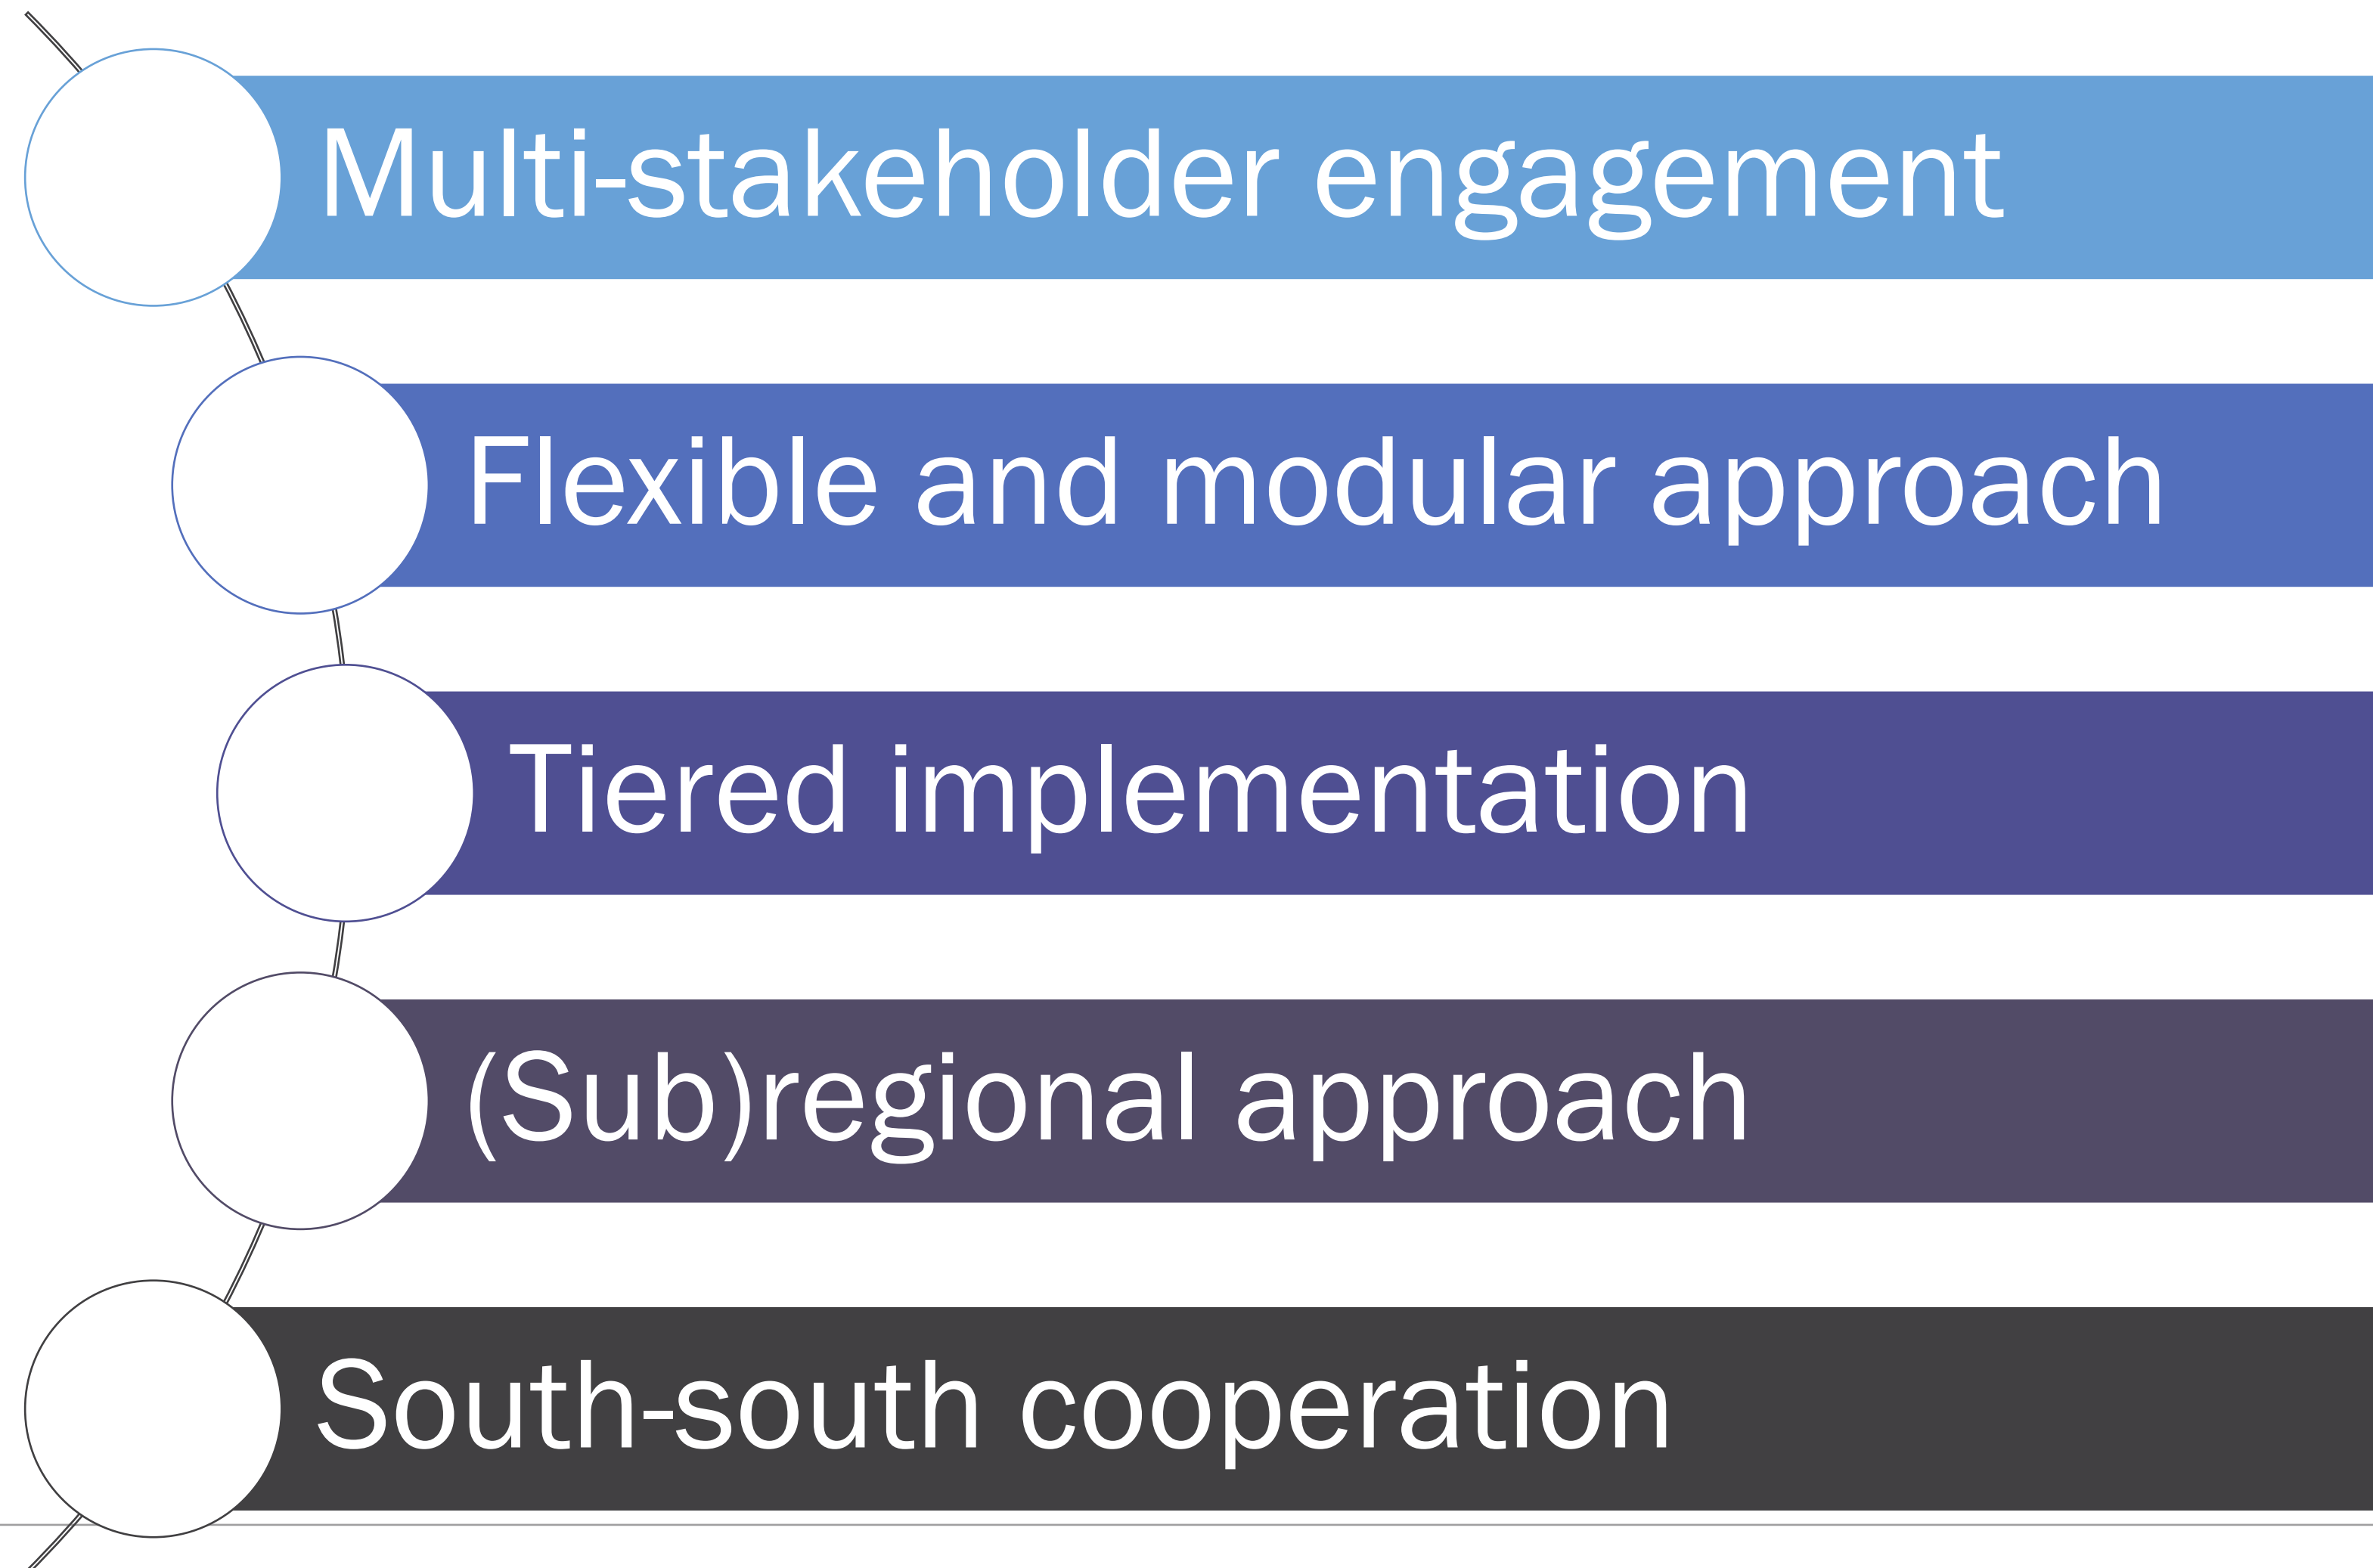 Multi-stakeholder engagement
Flexible and modular approach
Tiered implementation
(Sub)regional approach
South-south cooperation